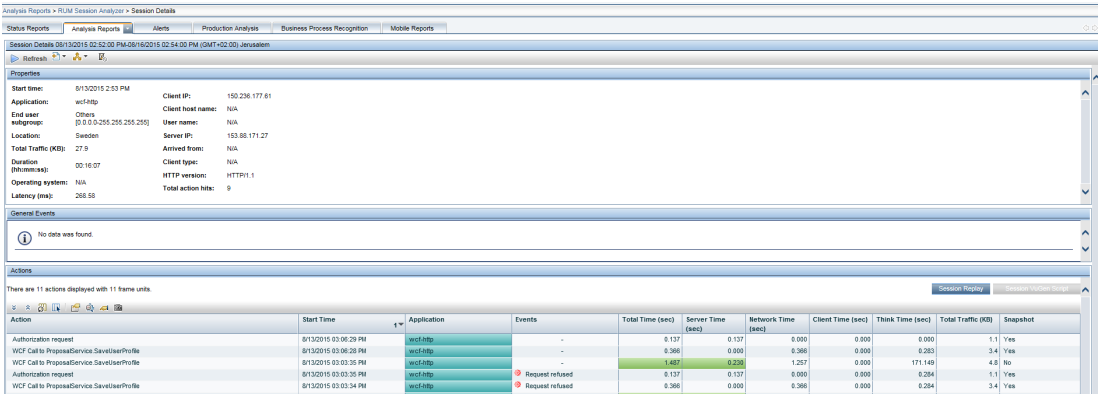 Analysis Reports > RUM Session Analyzer > Session Details
Status Reports Analysis Reports Alerts Production Analysis Business Process Recognition Mobile Reports
Session Details 08/13/2015 02:52:00 PM-08/16/2015 02:54:00 PM (GMT+02:00) Jerusalem
Refresh
Properties
Start time: 8/13/2015 2:53 PM
Application: wcf-http
End user subgroup: Others [0.0.0.0-255.255.255.255]
Location: Sweden
Total Traffic (KB): 27.9
Duration (hh:mm:ss): 00:16:07
Operating system: N/A
Latency (ms): 268.58
Client IP: 150.236.177.61
Client host name: N/A
User name: N/A
Server IP: 153.88.171.27
Arrived from: N/A
Client type: N/A
HTTP version: HTTP/1.1
Total action hits: 9
General Events
No data was found.
Actions
There are 11 actions displayed with 11 frame units.
Session Replay Session VuGen Script
Action Start Time 1 Application Events Total Time (sec) Server Time (sec) Network Time (sec) Client Time (sec) Think Time (sec) Total Traffic (KB) Snapshot
Authorization request 8/13/2015 03:06:29 PM wcf-http - 0.137 0.137 0.000 0.000 0.000 1.1 Yes
WCF Call to ProposalService.SaveUserProfile 8/13/2015 03:06:28 PM wcf-http - 0.366 0.000 0.366 0.000 0.283 3.4 Yes
WCF Call to ProposalService.SaveUserProfile 8/13/2015 03:03:35 PM wcf-http - 1.487 0.230 1.257 0.000 171.149 4.8 No
Authorization request 8/13/2015 03:03:35 PM wcf-http Request refused 0.137 0.137 0.000 0.000 0.284 1.1 Yes
WCF Call to ProposalService.SaveUserProfile 8/13/2015 03:03:34 PM wcf-http Request refused 0.366 0.000 0.366 0.000 0.284 3.4 Yes